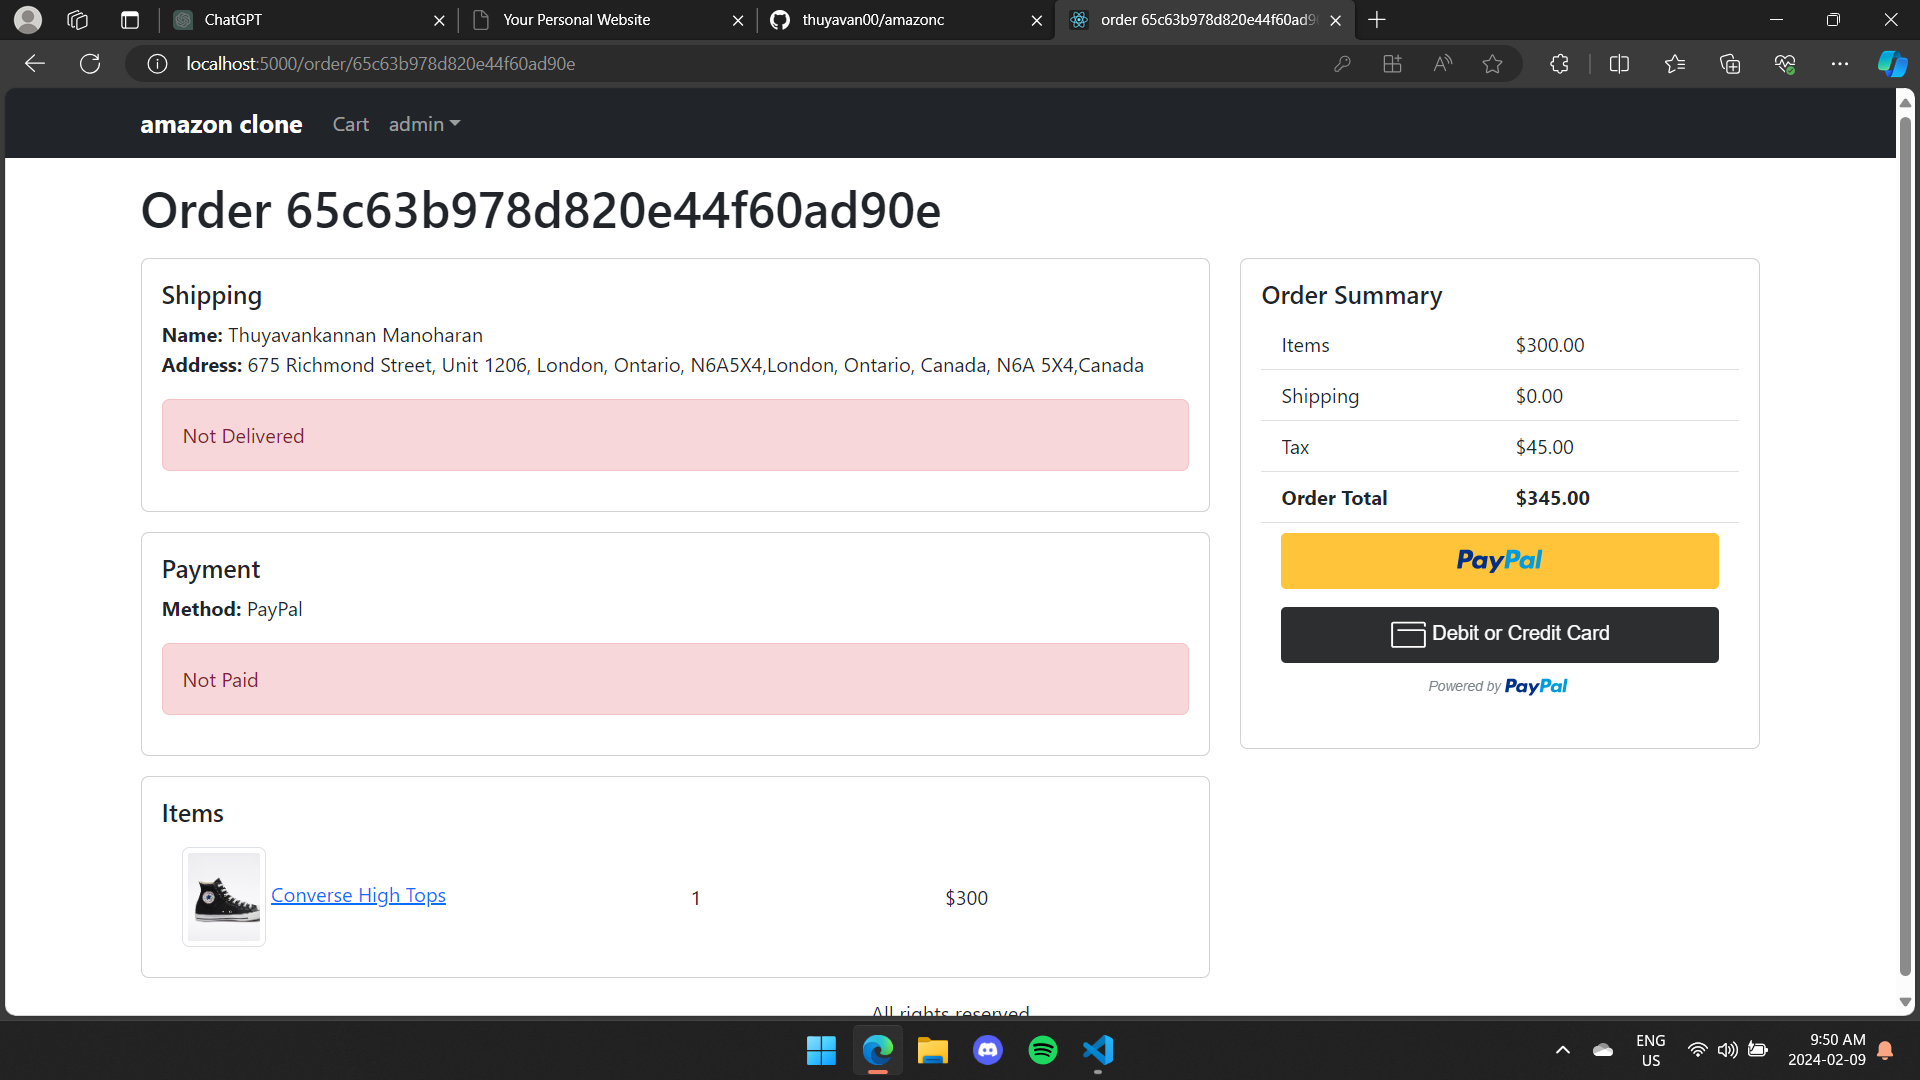 ChatGPT
Your Personal Website
thuyavan00/amazonc
order 65c63b978d820e44f60ad9
localhost:5000/order/65c63b978d820e44f60ad90e
amazon clone Cart admin
Order 65c63b978d820e44f60ad90e
Shipping
Name: Thuyavankannan Manoharan
Address: 675 Richmond Street, Unit 1206, London, Ontario, N6A5X4,London, Ontario, Canada, N6A 5X4,Canada
Not Delivered
Payment
Method: PayPal
Not Paid
Items
Converse High Tops 1 $300
Order Summary
Items $300.00
Shipping $0.00
Tax $45.00
Order Total $345.00
PayPal
Debit or Credit Card
Powered by PayPal
All rights reserved
ENG
US
9:50 AM
2024-02-09